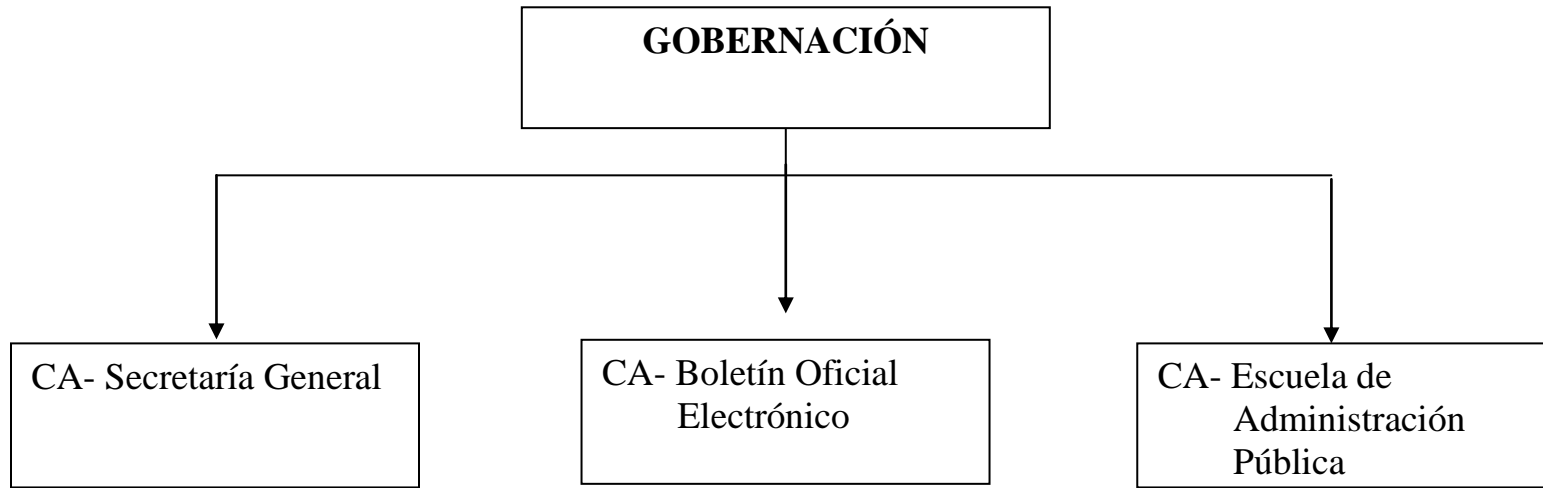 GOBERNACIÓN
CA- Secretaría General
CA- Boletín Oficial
Electrónico
CA- Escuela de
Administración
Pública